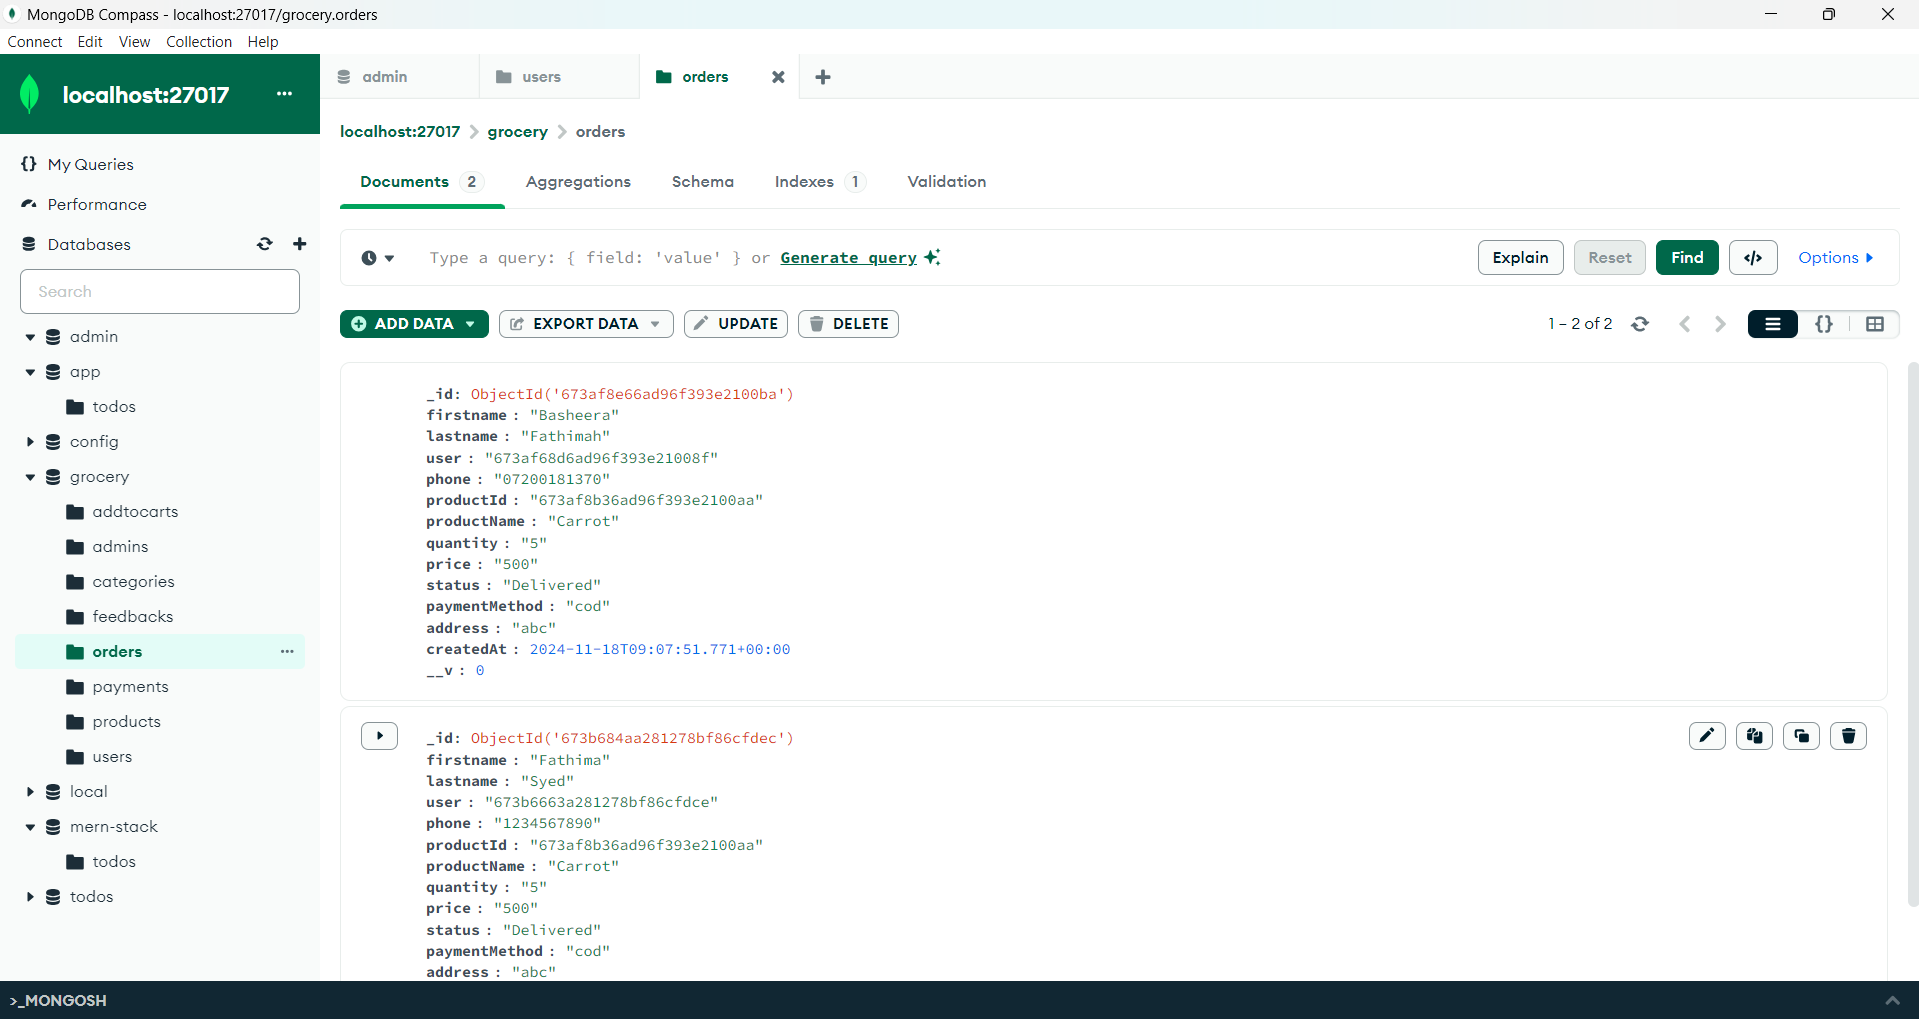 MongoDB Compass - localhost:27017/grocery.orders
Connect Edit View Collection Help
localhost:27017 ...
admin users orders
localhost:27017 > grocery > orders
{} My Queries
Performance
Databases
Search
admin
app
todos
config
grocery
addtocarts
admins
categories
feedbacks
orders ...
payments
products
users
local
mern-stack
todos
todos
Documents 2 Aggregations Schema Indexes 1 Validation
Type a query: { field: 'value' } or Generate query
Explain Reset Find </> Options
ADD DATA EXPORT DATA UPDATE DELETE
1 – 2 of 2 {}
_id: ObjectId('673af8e66ad96f393e2100ba')
firstname : "Basheera"
lastname : "Fathimah"
user : "673af68d6ad96f393e21008f"
phone : "07200181370"
productId : "673af8b36ad96f393e2100aa"
productName : "Carrot"
quantity : "5"
price : "500"
status : "Delivered"
paymentMethod : "cod"
address : "abc"
createdAt : 2024-11-18T09:07:51.771+00:00
__v : 0
_id: ObjectId('673b684aa281278bf86cfdec')
firstname : "Fathima"
lastname : "Syed"
user : "673b6663a281278bf86cfdce"
phone : "1234567890"
productId : "673af8b36ad96f393e2100aa"
productName : "Carrot"
quantity : "5"
price : "500"
status : "Delivered"
paymentMethod : "cod"
address : "abc"
>_MONGOSH